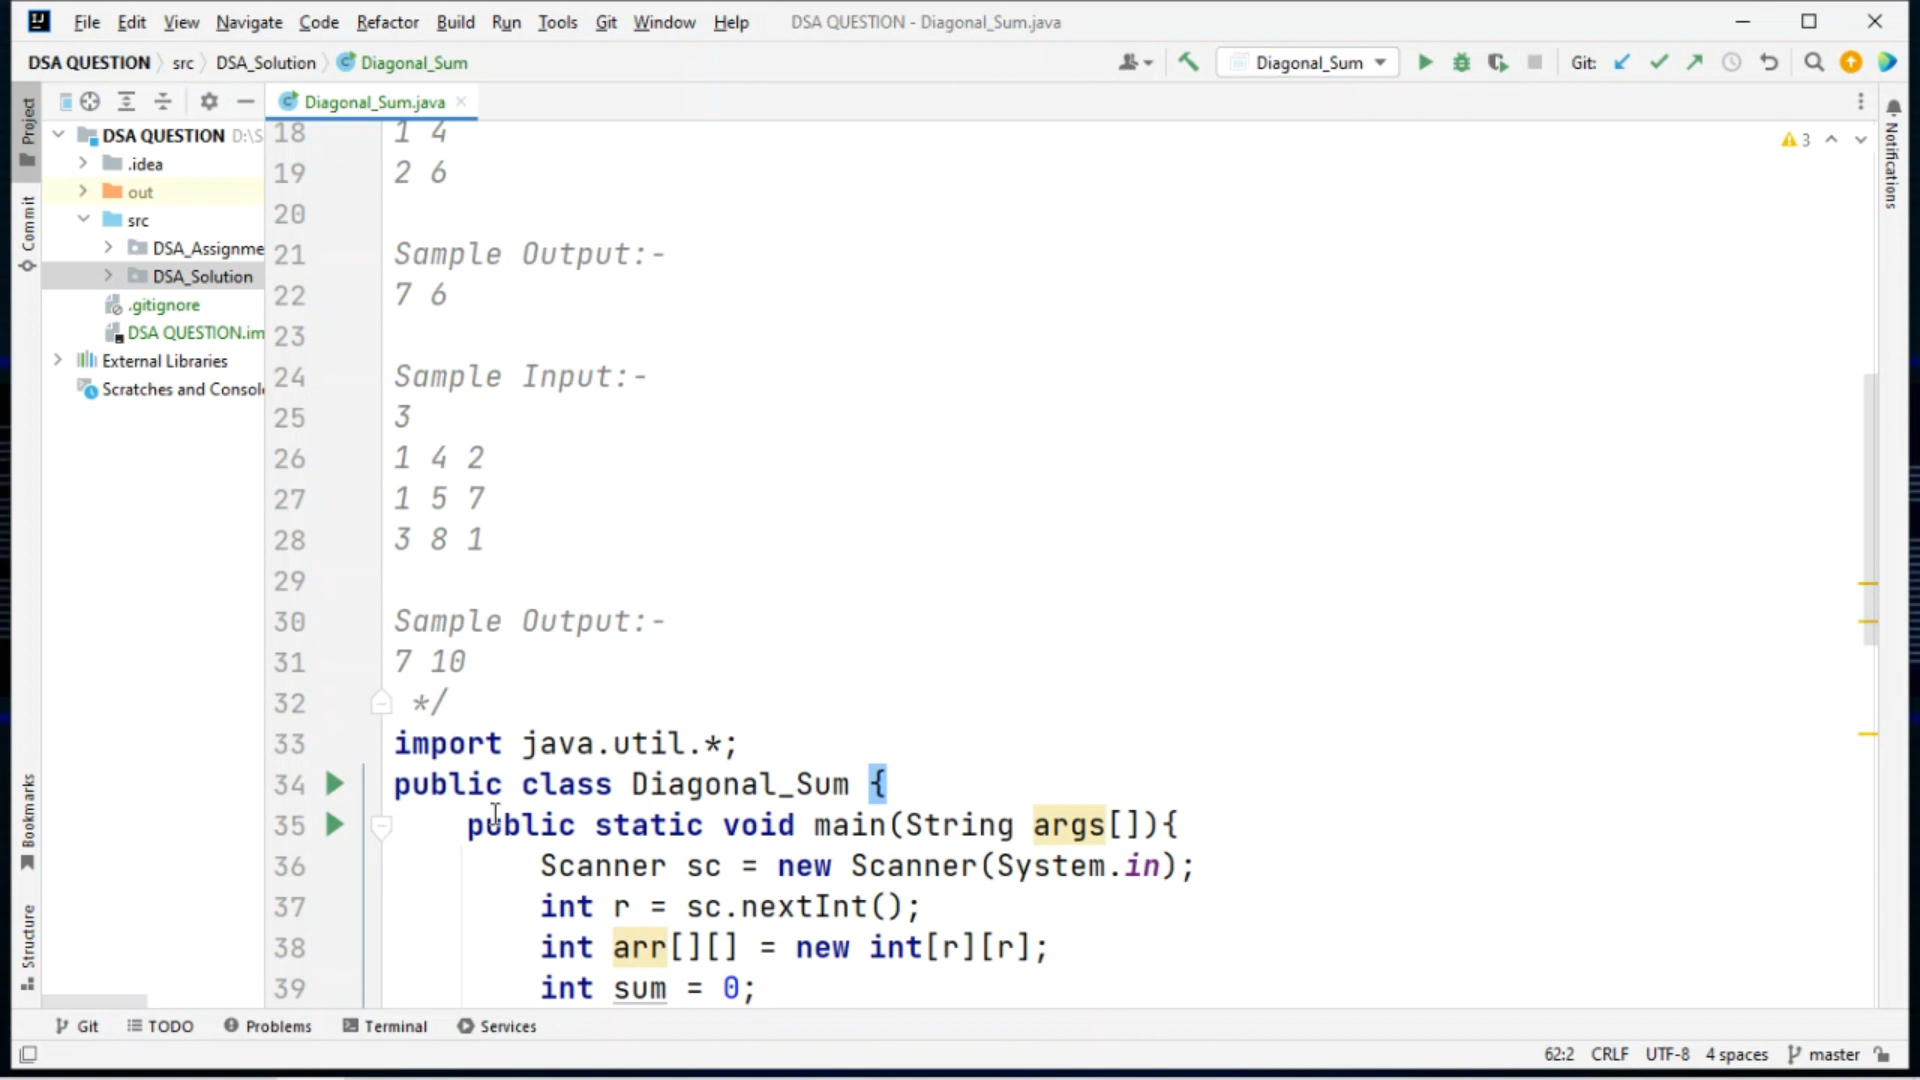 File Edit View Navigate Code Refactor Build Run Tools Git Window Help DSA QUESTION - Diagonal_Sum.java
DSA QUESTION src DSA_Solution Diagonal_Sum Diagonal_Sum Git:
Project
Commit
Bookmarks
Structure
DSA QUESTION D:\S
.idea
out
src
DSA_Assignme
DSA_Solution
.gitignore
DSA QUESTION.im
External Libraries
Scratches and Consol
Diagonal_Sum.java
3
Notifications
18 1 4
19 2 6
20
21 Sample Output:-
22 7 6
23
24 Sample Input:-
25 3
26 1 4 2
27 1 5 7
28 3 8 1
29
30 Sample Output:-
31 7 10
32 */
33 import java.util.*;
34 public class Diagonal_Sum {
35 public static void main(String args[]){
36 Scanner sc = new Scanner(System.in);
37 int r = sc.nextInt();
38 int arr[][] = new int[r][r];
39 int sum = 0;
Git TODO Problems Terminal Services
62:2 CRLF UTF-8 4 spaces master